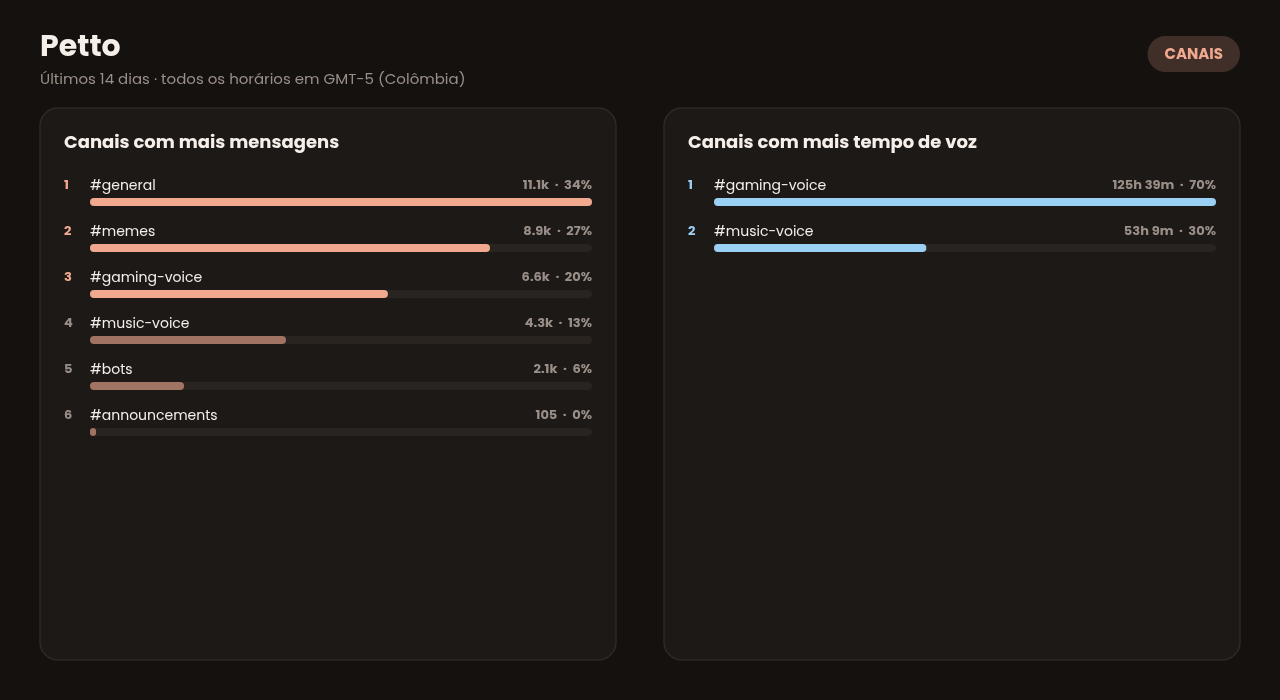 Petto
Últimos 14 dias · todos os horários em GMT-5 (Colômbia)
CANAIS
Canais com mais mensagens
1 #general 11.1k · 34%
2 #memes 8.9k · 27%
3 #gaming-voice 6.6k · 20%
4 #music-voice 4.3k · 13%
5 #bots 2.1k · 6%
6 #announcements 105 · 0%
Canais com mais tempo de voz
1 #gaming-voice 125h 39m · 70%
2 #music-voice 53h 9m · 30%